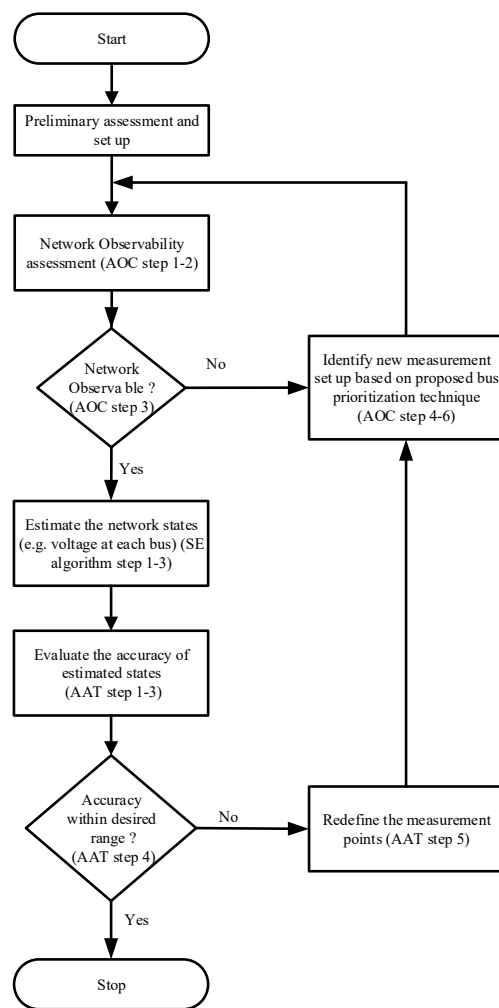 Start
Preliminary assessment and
set up
Network Observability
assessment (AOC step 1-2)
Network
Observa ble ?
(AOC step 3)
No
Identify new measurement
set up based on proposed bus
prioritization technique
(AOC step 4-6)
Yes
Estimate the network states
(e.g. voltage at each bus) (SE
algorithm step 1-3)
Evaluate the accuracy of
estimated states
(AAT step 1-3)
Accuracy
within desired
range ?
(AAT step 4)
No
Redefine the measurement
points (AAT step 5)
Yes
Stop